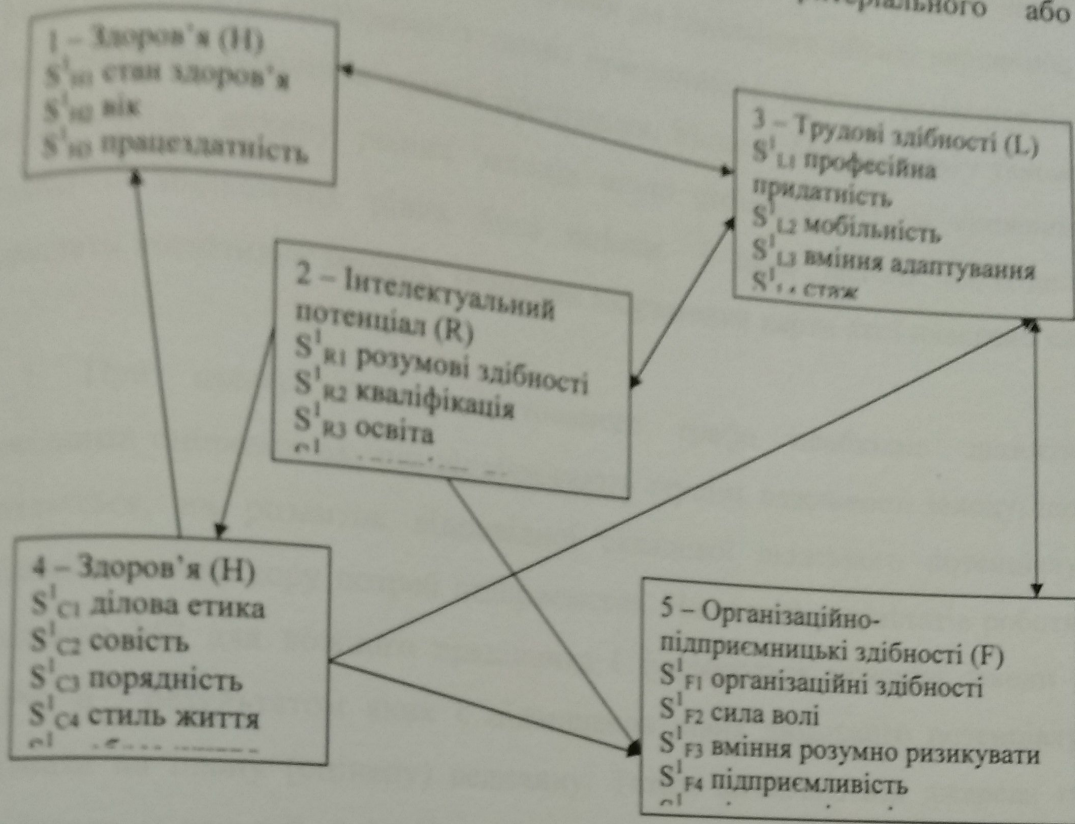 або
1 – Здоров'я (H)
S¹H1 стан здоров'я
S¹H2 вік
S¹H3 працездатність
3 – Трудові здібності (L)
S¹L1 професійна
придатність
S¹L2 мобільність
S¹L3 вміння адаптування
S¹L4 стаж
2 – Інтелектуальний
потенціал (R)
S¹R1 розумові здібності
S¹R2 кваліфікація
S¹R3 освіта
4 – Здоров'я (H)
S¹C1 ділова етика
S¹C2 совість
S¹C3 порядність
S¹C4 стиль життя
5 – Організаційно-
підприємницькі здібності (F)
S¹F1 організаційні здібності
S¹F2 сила волі
S¹F3 вміння розумно ризикувати
S¹F4 підприємливість